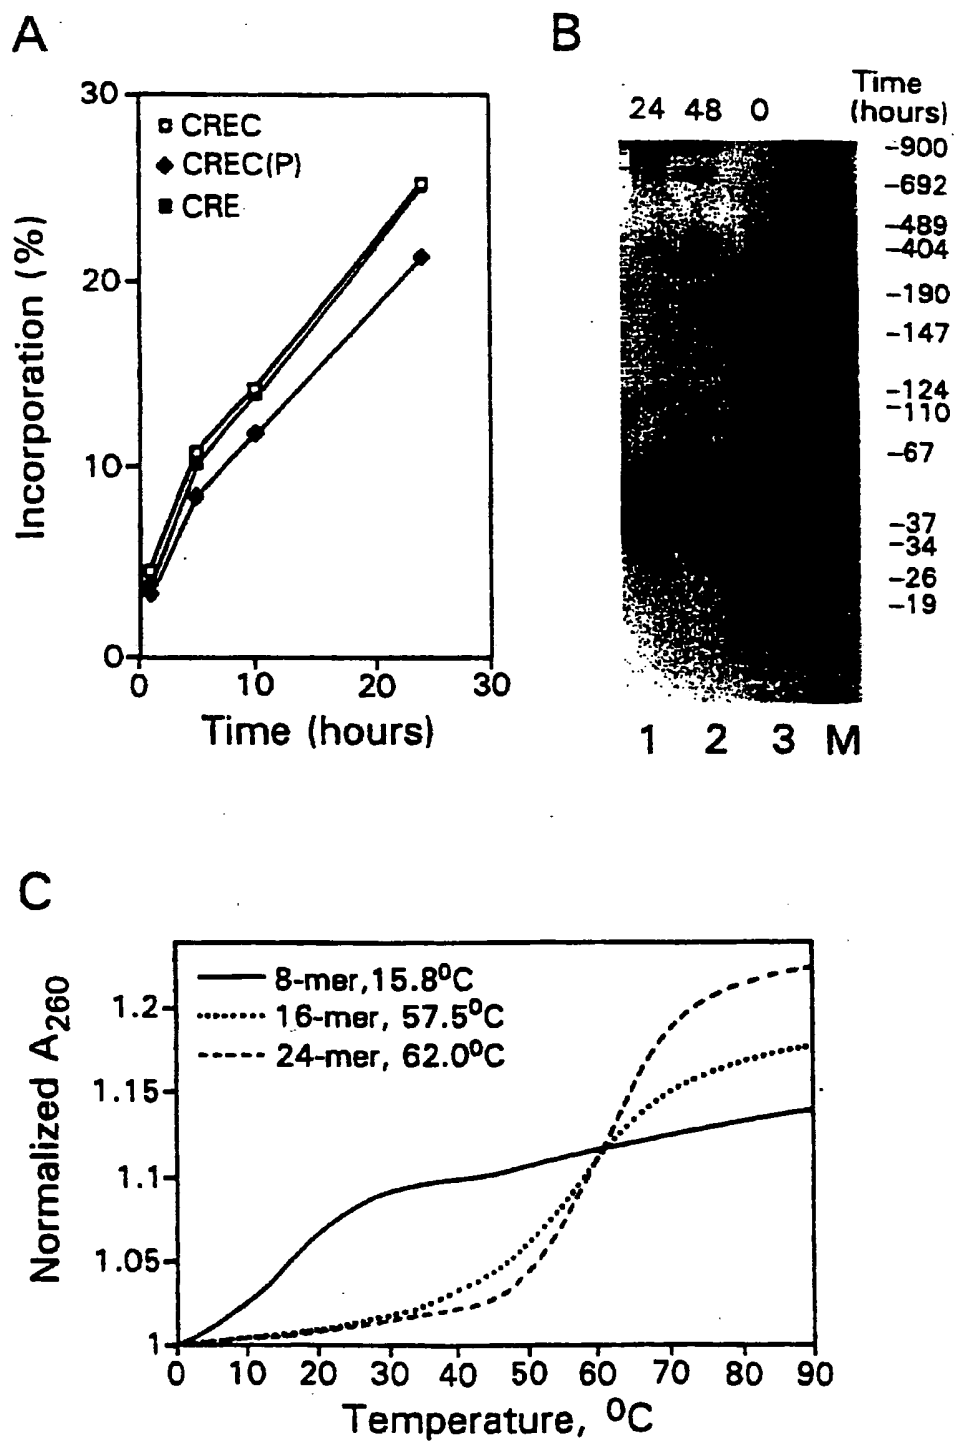 A
30
20
10
0
Incorporation (%)
CREC
CREC(P)
CRE
0 10 20 30
Time (hours)
B
Time
(hours)
24 48 0
-900
-692
-489
-404
-190
-147
-124
-110
-67
-37
-34
-26
-19
1 2 3 M
C
Normalized A260
1.2
1.15
1.1
1.05
1
8-mer,15.8⁰C
16-mer, 57.5⁰C
24-mer, 62.0⁰C
0 10 20 30 40 50 60 70 80 90
Temperature, ⁰C